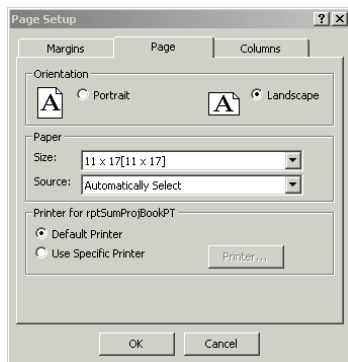 Page Setup
Margins Page Columns
Orientation
A Portrait A Landscape
Paper
Size: 11 x 17[11 x 17]
Source: Automatically Select
Printer for rptSumProjBookPT
Default Printer
Use Specific Printer Printer...
OK Cancel